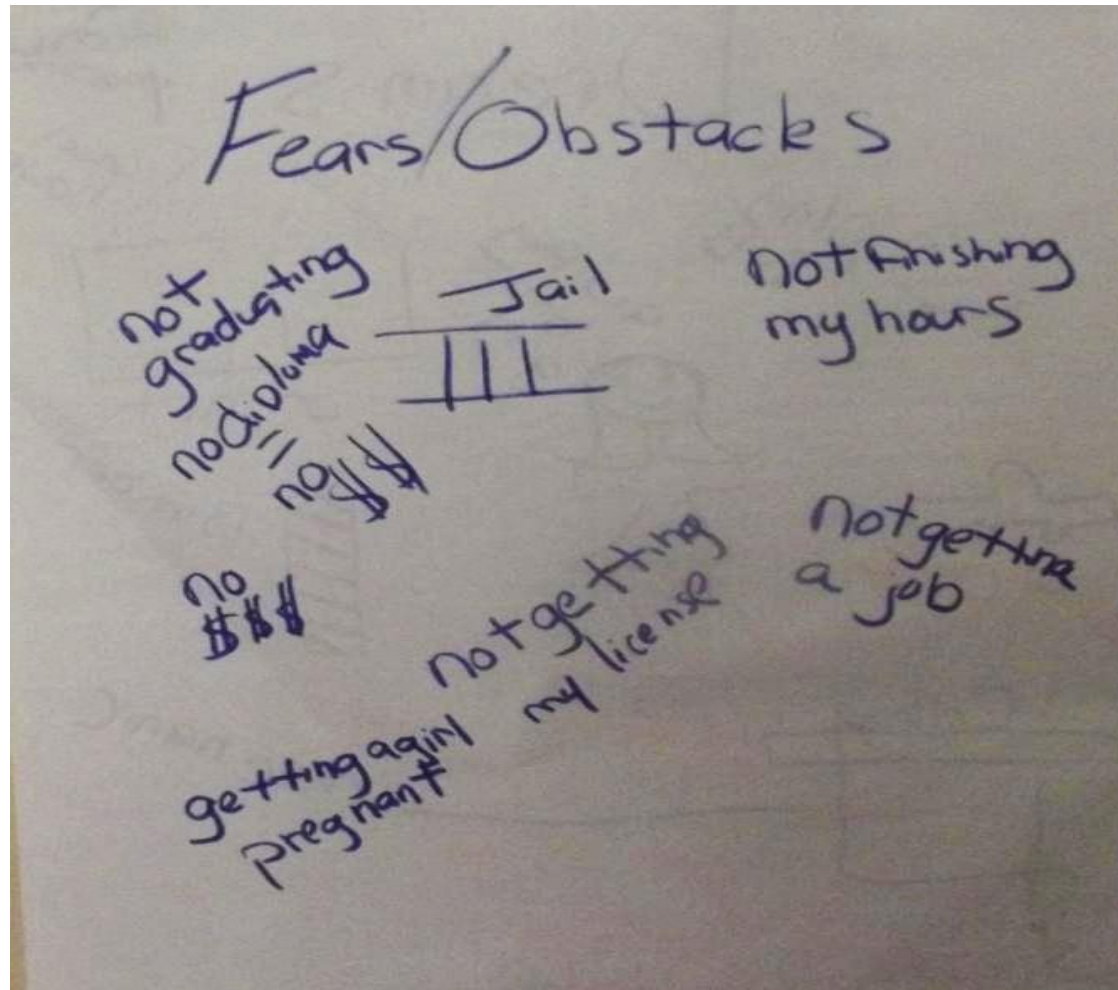 Fears/Obstacles
not
graduating
no diploma
=
no $$
Jail
not finishing
my hours
no
$$$
not getting
my license
not getting
a job
getting a girl
pregnant